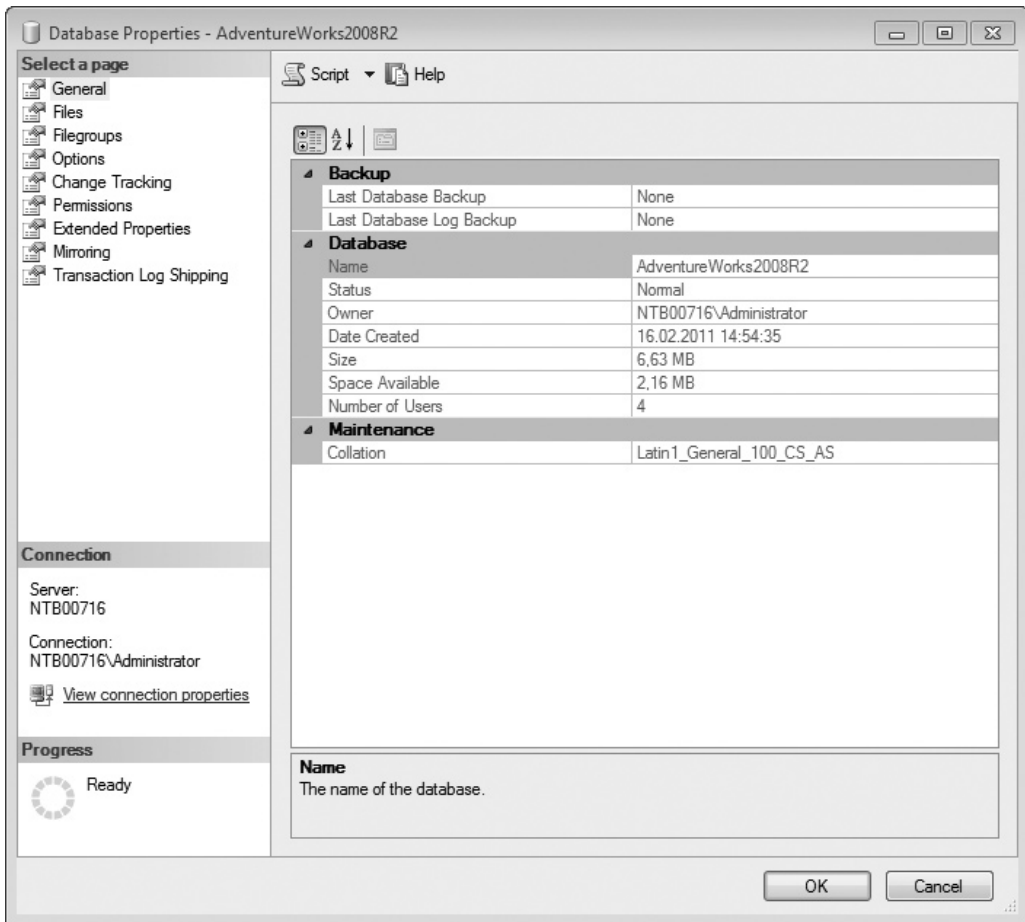 Database Properties - AdventureWorks2008R2
Select a page
General
Files
Filegroups
Options
Change Tracking
Permissions
Extended Properties
Mirroring
Transaction Log Shipping
Connection
Server:
NTB00716
Connection:
NTB00716\Administrator
View connection properties
Progress
Ready
Script Help
Backup
Last Database Backup None
Last Database Log Backup None
Database
Name AdventureWorks2008R2
Status Normal
Owner NTB00716\Administrator
Date Created 16.02.2011 14:54:35
Size 6,63 MB
Space Available 2,16 MB
Number of Users 4
Maintenance
Collation Latin1_General_100_CS_AS
Name
The name of the database.
OK Cancel